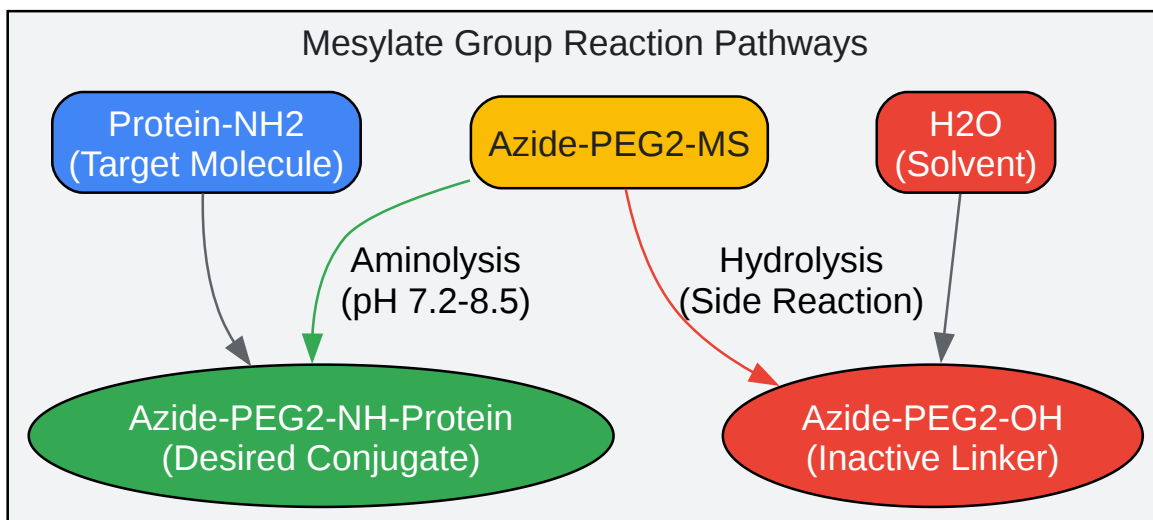 Mesylate Group Reaction Pathways
Protein-NH2
(Target Molecule)
Azide-PEG2-MS
H2O
(Solvent)
Aminolysis
(pH 7.2-8.5)
Hydrolysis
(Side Reaction)
Azide-PEG2-NH-Protein
(Desired Conjugate)
Azide-PEG2-OH
(Inactive Linker)